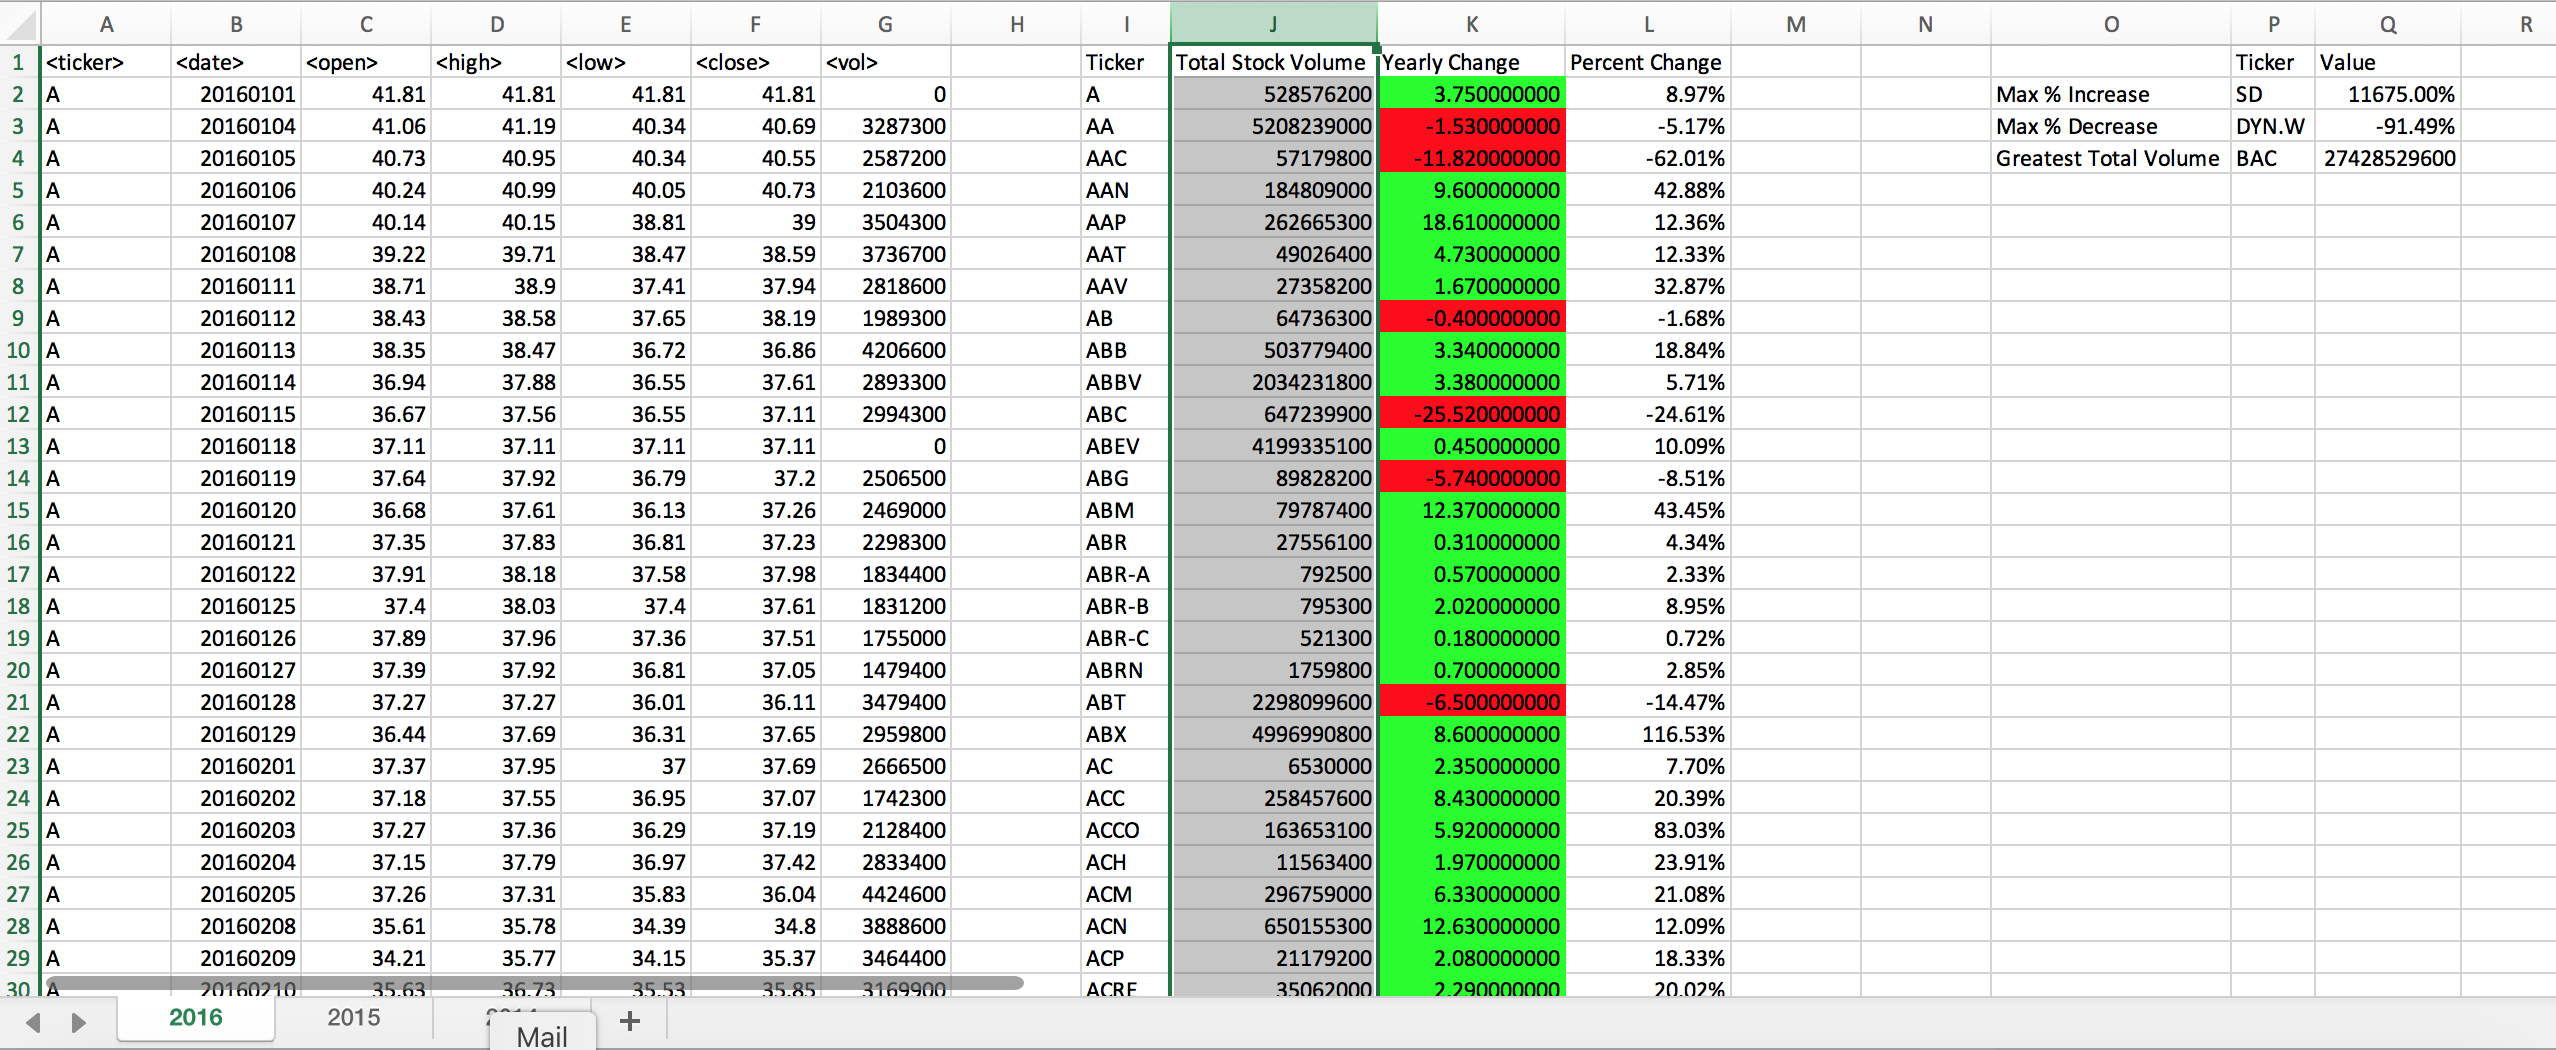 A B C D E F G H I J K L M N O P Q R
1 <ticker> <date> <open> <high> <low> <close> <vol> Ticker Total Stock Volume Yearly Change Percent Change Ticker Value
2 A 20160101 41.81 41.81 41.81 41.81 0 A 528576200 3.750000000 8.97% Max % Increase SD 11675.00%
3 A 20160104 41.06 41.19 40.34 40.69 3287300 AA 5208239000 -1.530000000 -5.17% Max % Decrease DYN.W -91.49%
4 A 20160105 40.73 40.95 40.34 40.55 2587200 AAC 57179800 -11.820000000 -62.01% Greatest Total Volume BAC 27428529600
5 A 20160106 40.24 40.99 40.05 40.73 2103600 AAN 184809000 9.600000000 42.88%
6 A 20160107 40.14 40.15 38.81 39 3504300 AAP 262665300 18.610000000 12.36%
7 A 20160108 39.22 39.71 38.47 38.59 3736700 AAT 49026400 4.730000000 12.33%
8 A 20160111 38.71 38.9 37.41 37.94 2818600 AAV 27358200 1.670000000 32.87%
9 A 20160112 38.43 38.58 37.65 38.19 1989300 AB 64736300 -0.400000000 -1.68%
10 A 20160113 38.35 38.47 36.72 36.86 4206600 ABB 503779400 3.340000000 18.84%
11 A 20160114 36.94 37.88 36.55 37.61 2893300 ABBV 2034231800 3.380000000 5.71%
12 A 20160115 36.67 37.56 36.55 37.11 2994300 ABC 647239900 -25.520000000 -24.61%
13 A 20160118 37.11 37.11 37.11 37.11 0 ABEV 4199335100 0.450000000 10.09%
14 A 20160119 37.64 37.92 36.79 37.2 2506500 ABG 89828200 -5.740000000 -8.51%
15 A 20160120 36.68 37.61 36.13 37.26 2469000 ABM 79787400 12.370000000 43.45%
16 A 20160121 37.35 37.83 36.81 37.23 2298300 ABR 27556100 0.310000000 4.34%
17 A 20160122 37.91 38.18 37.58 37.98 1834400 ABR-A 792500 0.570000000 2.33%
18 A 20160125 37.4 38.03 37.4 37.61 1831200 ABR-B 795300 2.020000000 8.95%
19 A 20160126 37.89 37.96 37.36 37.51 1755000 ABR-C 521300 0.180000000 0.72%
20 A 20160127 37.39 37.92 36.81 37.05 1479400 ABRN 1759800 0.700000000 2.85%
21 A 20160128 37.27 37.27 36.01 36.11 3479400 ABT 2298099600 -6.500000000 -14.47%
22 A 20160129 36.44 37.69 36.31 37.65 2959800 ABX 4996990800 8.600000000 116.53%
23 A 20160201 37.37 37.95 37 37.69 2666500 AC 6530000 2.350000000 7.70%
24 A 20160202 37.18 37.55 36.95 37.07 1742300 ACC 258457600 8.430000000 20.39%
25 A 20160203 37.27 37.36 36.29 37.19 2128400 ACCO 163653100 5.920000000 83.03%
26 A 20160204 37.15 37.79 36.97 37.42 2833400 ACH 11563400 1.970000000 23.91%
27 A 20160205 37.26 37.31 35.83 36.04 4424600 ACM 296759000 6.330000000 21.08%
28 A 20160208 35.61 35.78 34.39 34.8 3888600 ACN 650155300 12.630000000 12.09%
29 A 20160209 34.21 35.77 34.15 35.37 3464400 ACP 21179200 2.080000000 18.33%
30 A 20160210 35.63 36.73 35.53 35.85 3169900 ACRE 35062000 2.290000000 20.02%
2016 2015 2014 +
Mail